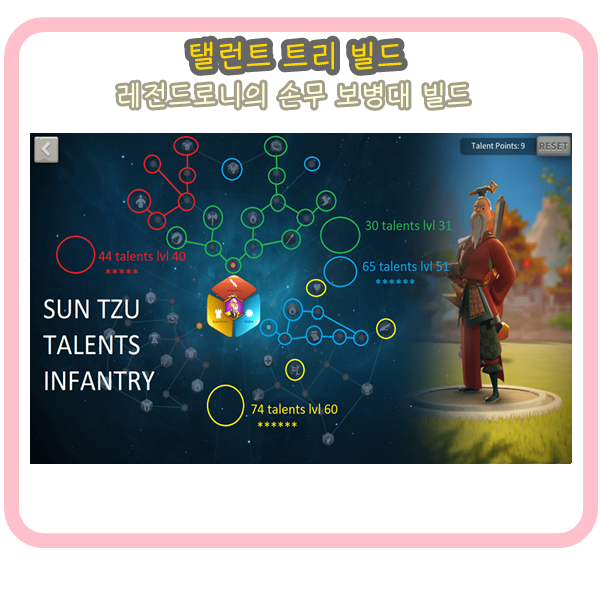 탤런트 트리 빌드
레전드로니의 손무 보병대 빌드
Talent Points: 9
RESET
30 talents lvl 31
44 talents lvl 40
*****
65 talents lvl 51
******
SUN TZU
TALENTS
INFANTRY
74 talents lvl 60
******